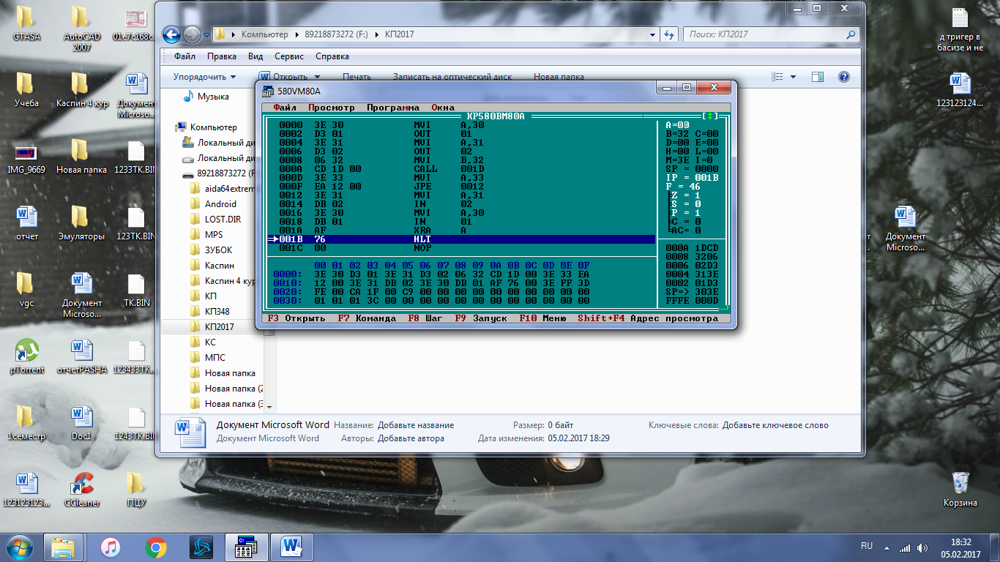 GTASA
AutoCAD 2007
01e7c168c...
Учеба
Каспин 4 кур
Документ Microso...
IMG_9669
Новая папка
1233TK.BIN
отчет
Эмуляторы
123TK.BIN
vgc
Документ Microso...
TK.BIN
µTorrent
отчетPASHA
123433TK....
1семестр
Doc1
1243TK.BIN
123123123...
CCleaner
ПЦУ
д тригер в басизе и не
123123124...
Документ Microso...
Корзина
Компьютер
89218873272 (F:)
КП2017
Поиск: КП2017
Файл Правка Вид Сервис Справка
Упорядочить Открыть Печать Записать на оптический диск Новая папка
Музыка
Компьютер
Локальный ди
Локальный ди
89218873272 (F
aida64extrem
Android
LOST.DIR
MPS
ЗУБОК
Каспин
Каспин 4 кур
КП
КП348
КП2017
КС
МПС
Новая папка
Новая папка (2
Новая папка (3
580VM80A
Файл Просмотр Программа Окна
КР580ВМ80А
[↕]
0000 3E 30 MVI A,30
0002 D3 01 OUT 01
0004 3E 31 MVI A,31
0006 D3 02 OUT 02
0008 06 32 MVI B,32
000A CD 1D 00 CALL 001D
000D 3E 33 MVI A,33
000F EA 12 00 JPE 0012
0012 3E 31 MVI A,31
0014 DB 02 IN 02
0016 3E 30 MVI A,30
0018 DB 01 IN 01
001A AF XRA A
001B 76 HLT
001C 00 NOP
A=00
B=32 C=00
D=00 E=00
H=00 L=00
M=3E I=0
SP = 0000
IP = 001B
F = 46
Z = 1
S = 0
P = 1
C = 0
AC= 0
00 01 02 03 04 05 06 07 08 09 0A 0B 0C 0D 0E 0F
0000: 3E 30 D3 01 3E 31 D3 02 06 32 CD 1D 00 3E 33 EA
0010: 12 00 3E 31 DB 02 3E 30 DB 01 AF 76 00 3E FF 3D
0020: FE 00 CA 1F 00 C9 00 00 00 00 00 00 00 00 00 00
0030: 01 01 01 3C 00 00 00 00 00 00 00 00 00 00 00 00
000A 1DCD
0008 3206
0006 02D3
0004 313E
0002 01D3
SP=> 303E
FFFE 000D
F3 Открыть F7 Команда F8 Шаг F9 Запуск F10 Меню Shift+F4 Адрес просмотра
Документ Microsoft Word Название: Добавьте название Размер: 0 байт Ключевые слова: Добавьте ключевое слово
Документ Microsoft Word Авторы: Добавьте автора Дата изменения: 05.02.2017 18:29
RU
18:32
05.02.2017